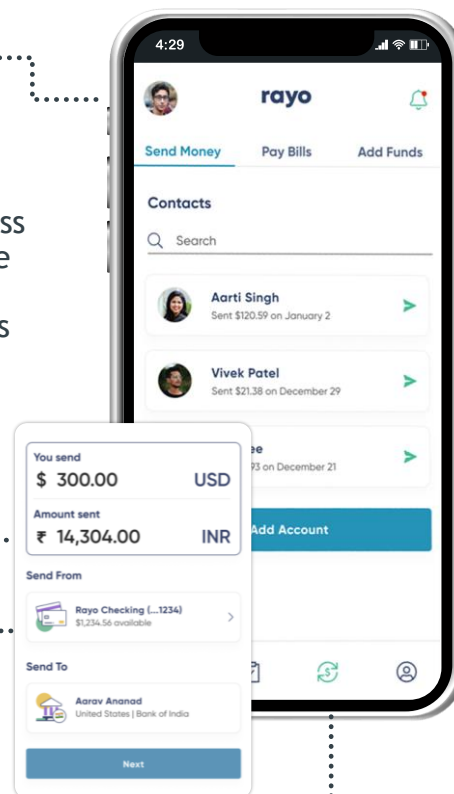 4:29
rayo
Send Money Pay Bills Add Funds
Contacts
Search
Aarti Singh
Sent $120.59 on January 2
Vivek Patel
Sent $21.38 on December 29
on December 21
Add Account
You send
$ 300.00 USD
Amount sent
₹ 14,304.00 INR
Send From
Rayo Checking (...1234)
$1,234.56 available
Send To
Aarav Ananad
United States | Bank of India
Next